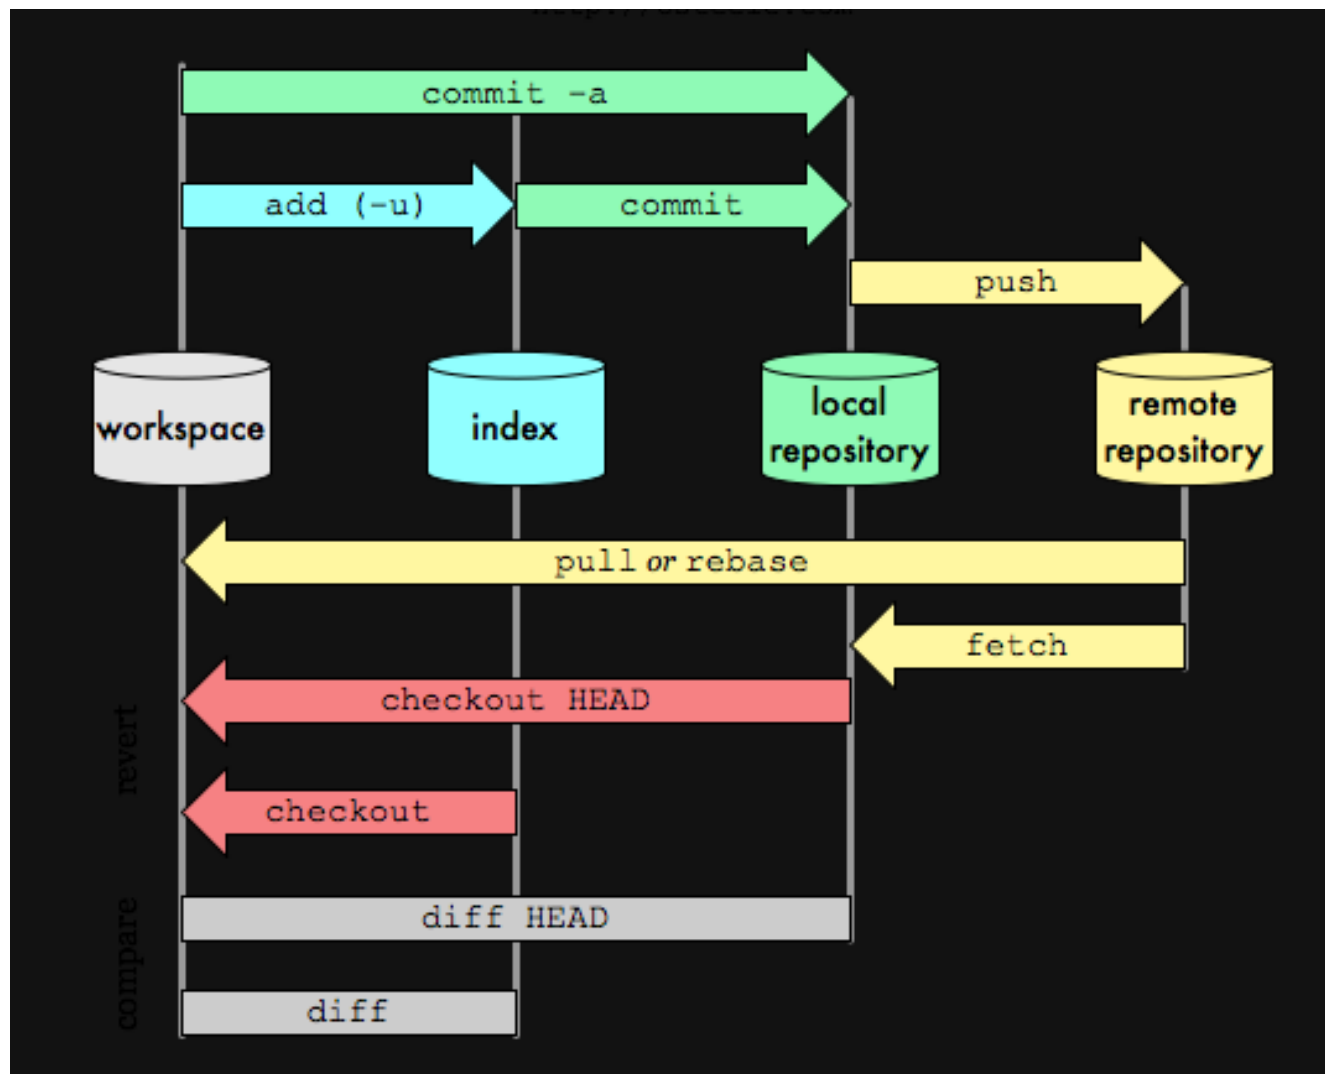 commit -a
add (-u)
commit
push
workspace
index
local
repository
remote
repository
pull or rebase
fetch
checkout HEAD
revert
checkout
diff HEAD
compare
diff